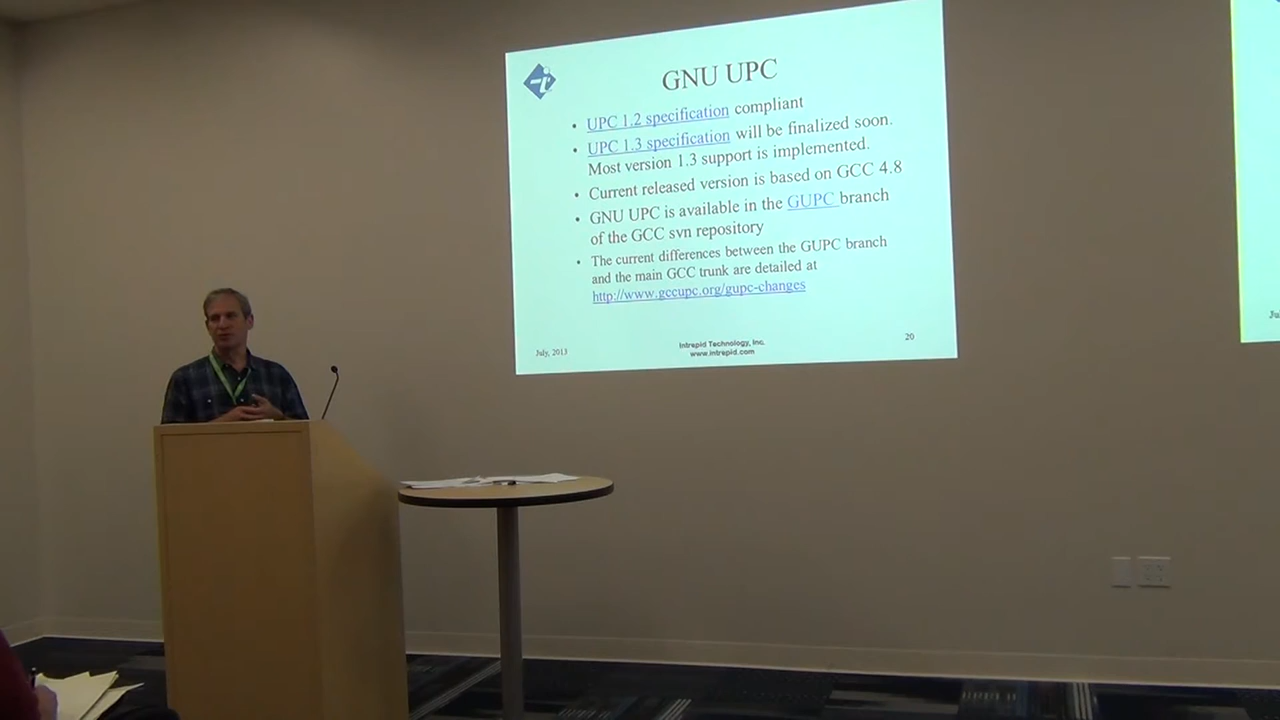 GNU UPC
• UPC 1.2 specification compliant
• UPC 1.3 specification will be finalized soon.
Most version 1.3 support is implemented.
• Current released version is based on GCC 4.8
• GNU UPC is available in the GUPC branch
of the GCC svn repository
• The current differences between the GUPC branch
and the main GCC trunk are detailed at
http://www.gccupc.org/gupc-changes
July, 2013
Intrepid Technology, Inc.
www.intrepid.com
20